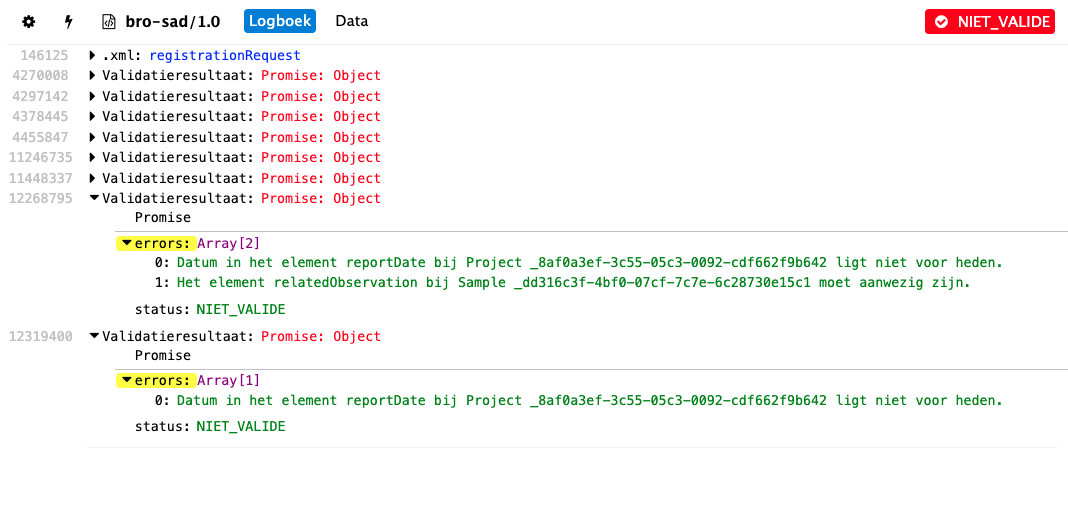 bro-sad/1.0 Logboek Data NIET_VALIDE
146125 .xml: registrationRequest
4270008 Validatieresultaat: Promise: Object
4297142 Validatieresultaat: Promise: Object
4378445 Validatieresultaat: Promise: Object
4455847 Validatieresultaat: Promise: Object
11246735 Validatieresultaat: Promise: Object
11448337 Validatieresultaat: Promise: Object
12268795 Validatieresultaat: Promise: Object
Promise
errors: Array[2]
0: Datum in het element reportDate bij Project _8af0a3ef-3c55-05c3-0092-cdf662f9b642 ligt niet voor heden.
1: Het element relatedObservation bij Sample _dd316c3f-4bf0-07cf-7c7e-6c28730e15c1 moet aanwezig zijn.
status: NIET_VALIDE
12319400 Validatieresultaat: Promise: Object
Promise
errors: Array[1]
0: Datum in het element reportDate bij Project _8af0a3ef-3c55-05c3-0092-cdf662f9b642 ligt niet voor heden.
status: NIET_VALIDE